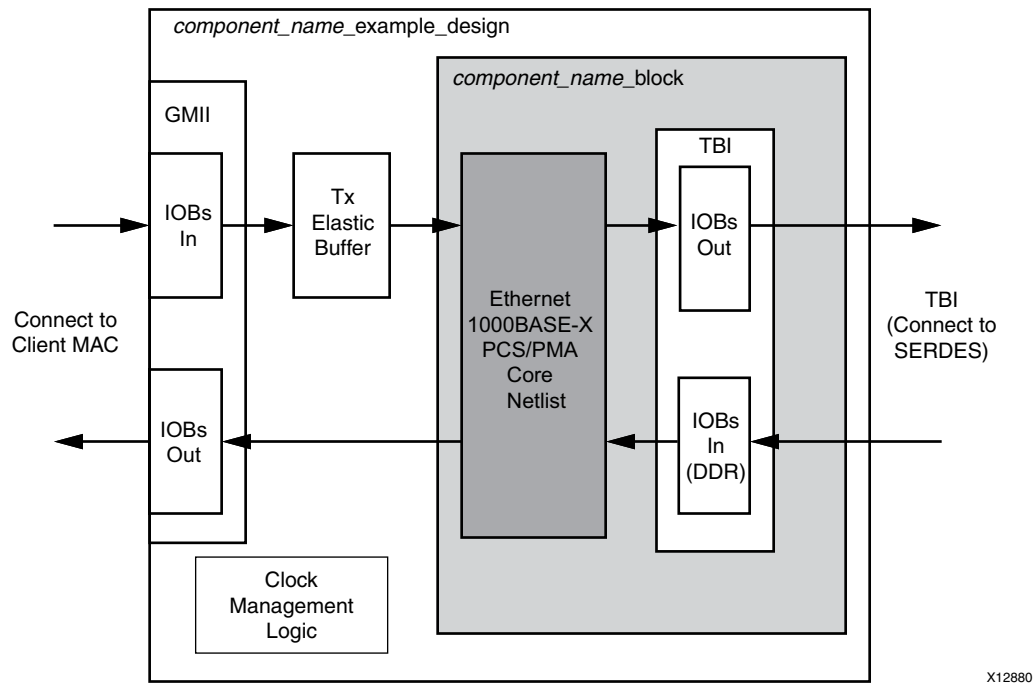 component_name_example_design
component_name_block
GMII
TBI
IOBs
In
Tx
Elastic
Buffer
IOBs
Out
Connect to
Client MAC
Ethernet
1000BASE-X
PCS/PMA
Core
Netlist
TBI
(Connect to
SERDES)
IOBs
Out
IOBs
In
(DDR)
Clock
Management
Logic
X12880